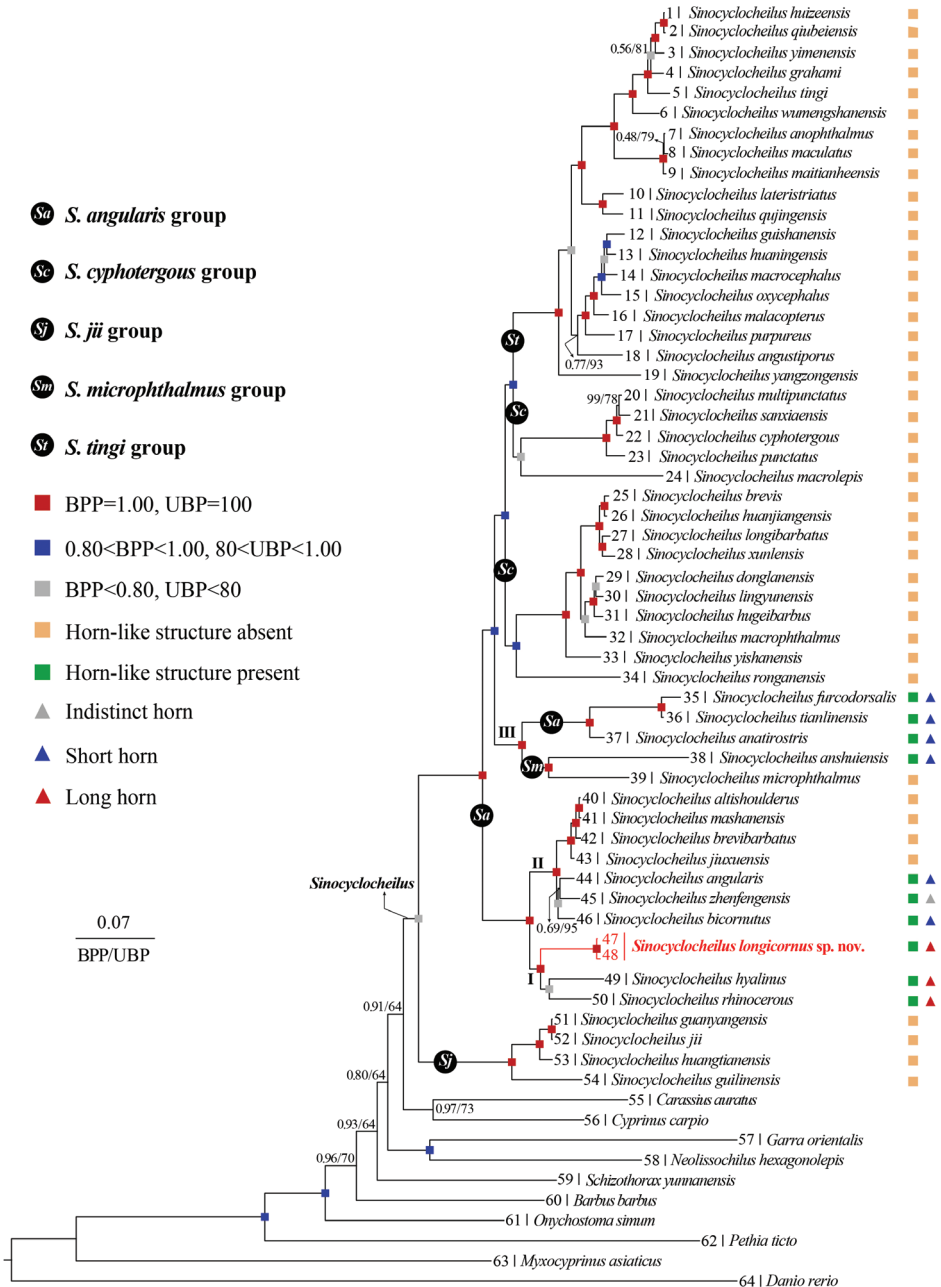 1 | Sinocyclocheilus huizeensis
2 | Sinocyclocheilus qiubeiensis
0.56/81
3 | Sinocyclocheilus yimenensis
4 | Sinocyclocheilus grahami
5 | Sinocyclocheilus tingi
6 | Sinocyclocheilus wumengshanensis
0.48/79
7 | Sinocyclocheilus anophthalmus
8 | Sinocyclocheilus maculatus
9 | Sinocyclocheilus maitianheensis
10 | Sinocyclocheilus lateristriatus
11 | Sinocyclocheilus qujingensis
12 | Sinocyclocheilus guishanensis
13 | Sinocyclocheilus huaningensis
14 | Sinocyclocheilus macrocephalus
15 | Sinocyclocheilus oxycephalus
16 | Sinocyclocheilus malacopterus
17 | Sinocyclocheilus purpureus
18 | Sinocyclocheilus angustiporus
0.77/93
19 | Sinocyclocheilus yangzongensis
20 | Sinocyclocheilus multipunctatus
99/78
21 | Sinocyclocheilus sanxiaensis
22 | Sinocyclocheilus cyphotergous
23 | Sinocyclocheilus punctatus
24 | Sinocyclocheilus macrolepis
25 | Sinocyclocheilus brevis
26 | Sinocyclocheilus huanjiangensis
27 | Sinocyclocheilus longibarbatus
28 | Sinocyclocheilus xunlensis
29 | Sinocyclocheilus donglanensis
30 | Sinocyclocheilus lingyunensis
31 | Sinocyclocheilus hugeibarbus
32 | Sinocyclocheilus macrophthalmus
33 | Sinocyclocheilus yishanensis
34 | Sinocyclocheilus ronganensis
35 | Sinocyclocheilus furcodorsalis
36 | Sinocyclocheilus tianlinensis
37 | Sinocyclocheilus anatirostris
38 | Sinocyclocheilus anshuiensis
39 | Sinocyclocheilus microphthalmus
40 | Sinocyclocheilus altishoulderus
41 | Sinocyclocheilus mashanensis
42 | Sinocyclocheilus brevibarbatus
43 | Sinocyclocheilus jiuxuensis
44 | Sinocyclocheilus angularis
45 | Sinocyclocheilus zhenfengensis
46 | Sinocyclocheilus bicornutus
0.69/95
47
48
Sinocyclocheilus longicornus sp. nov.
49 | Sinocyclocheilus hyalinus
50 | Sinocyclocheilus rhinocerous
51 | Sinocyclocheilus guanyangensis
52 | Sinocyclocheilus jii
53 | Sinocyclocheilus huangtianensis
54 | Sinocyclocheilus guilinensis
55 | Carassius auratus
56 | Cyprinus carpio
57 | Garra orientalis
58 | Neolissochilus hexagonolepis
59 | Schizothorax yunnanensis
60 | Barbus barbus
61 | Onychostoma simum
62 | Pethia ticto
63 | Myxocyprinus asiaticus
64 | Danio rerio
St
Sc
Sc
Sa
Sm
Sa
Sj
III
II
I
Sinocyclocheilus
0.91/64
0.97/73
0.80/64
0.93/64
0.96/70
Sa S. angularis group
Sc S. cyphotergous group
Sj S. jii group
Sm S. microphthalmus group
St S. tingi group
BPP=1.00, UBP=100
0.80<BPP<1.00, 80<UBP<1.00
BPP<0.80, UBP<80
Horn-like structure absent
Horn-like structure present
Indistinct horn
Short horn
Long horn
0.07
BPP/UBP